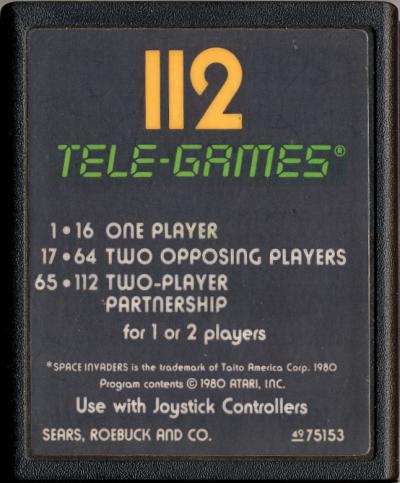 112
TELE-GAMES®
1•16 ONE PLAYER
17•64 TWO OPPOSING PLAYERS
65•112 TWO-PLAYER
PARTNERSHIP
for 1 or 2 players
*SPACE INVADERS is the trademark of Taito America Corp. 1980
Program contents © 1980 ATARI, INC.
Use with Joystick Controllers
SEARS, ROEBUCK AND CO. 49 75153